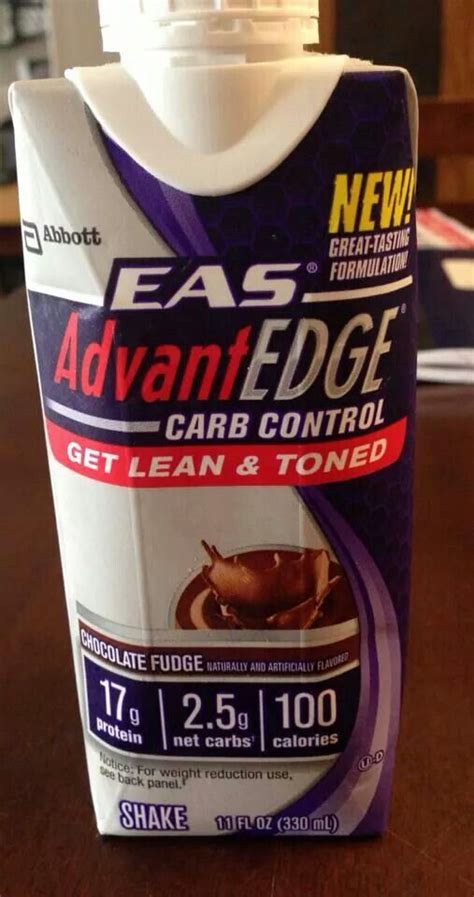 Abbott
NEW!
GREAT-TASTING
FORMULATION!
EAS®
AdvantEDGE®
CARB CONTROL
GET LEAN & TONED
CHOCOLATE FUDGE NATURALLY AND ARTIFICIALLY FLAVORED
17g protein
2.5g net carbs†
100 calories
Notice: For weight reduction use,
see back panel.
U-D
SHAKE 11 FL OZ (330 mL)